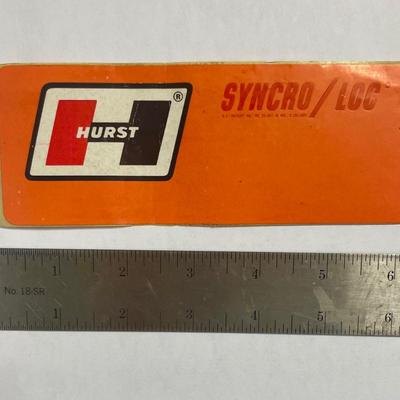 HURST
®
SYNCRO/LOC
1 2 3 4 5 6
No. 18-SR
1 2 3 4 5 6